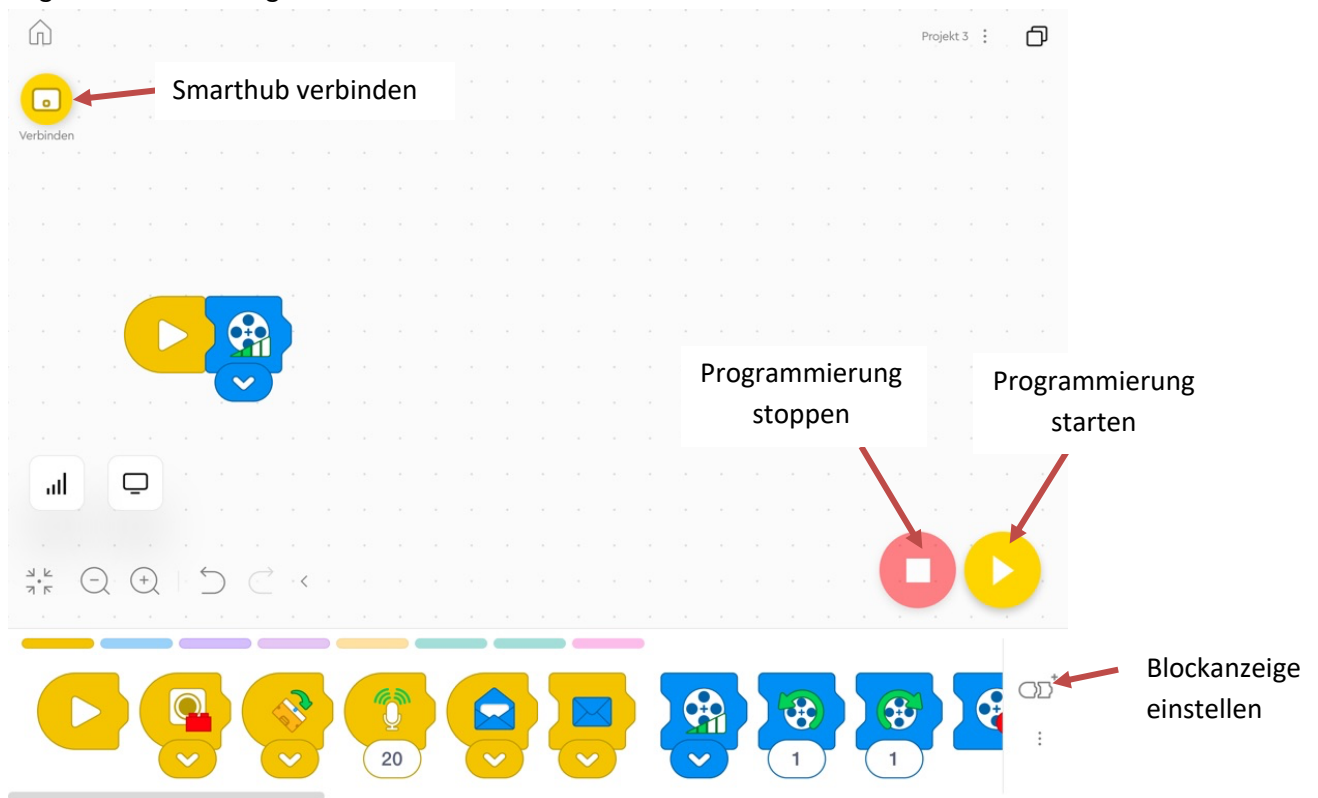 Projekt 3
Smarthub verbinden
Verbinden
Programmierung
stoppen
Programmierung
starten
Blockanzeige
einstellen
20
1
1